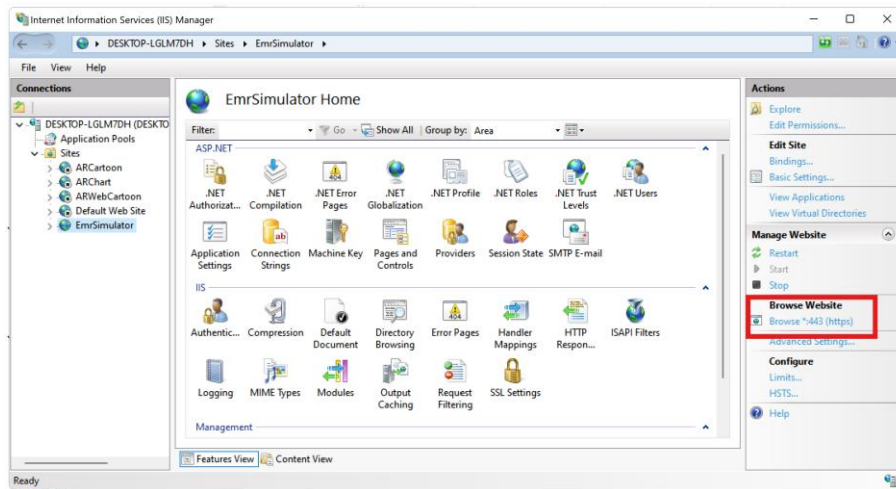 Internet Information Services (IIS) Manager
DESKTOP-LGLM7DH Sites EmrSimulator
File View Help
Connections
DESKTOP-LGLM7DH (DESKTO
Application Pools
Sites
ARCartoon
ARChart
ARWebCartoon
Default Web Site
EmrSimulator
EmrSimulator Home
Filter: Go Show All Group by: Area
ASP.NET
.NET Authorizat...
.NET Compilation
.NET Error Pages
.NET Globalization
.NET Profile
.NET Roles
.NET Trust Levels
.NET Users
Application Settings
Connection Strings
Machine Key
Pages and Controls
Providers
Session State
SMTP E-mail
IIS
Authentic...
Compression
Default Document
Directory Browsing
Error Pages
Handler Mappings
HTTP Respon...
ISAPI Filters
Logging
MIME Types
Modules
Output Caching
Request Filtering
SSL Settings
Management
Features View Content View
Actions
Explore
Edit Permissions...
Edit Site
Bindings...
Basic Settings...
View Applications
View Virtual Directories
Manage Website
Restart
Start
Stop
Browse Website
Browse *:443 (https)
Advanced Settings...
Configure
Limits...
HSTS...
Help
Ready